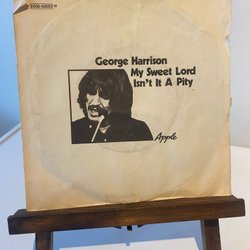 George Harrison
My Sweet Lord
Isn't It A Pity
Apple